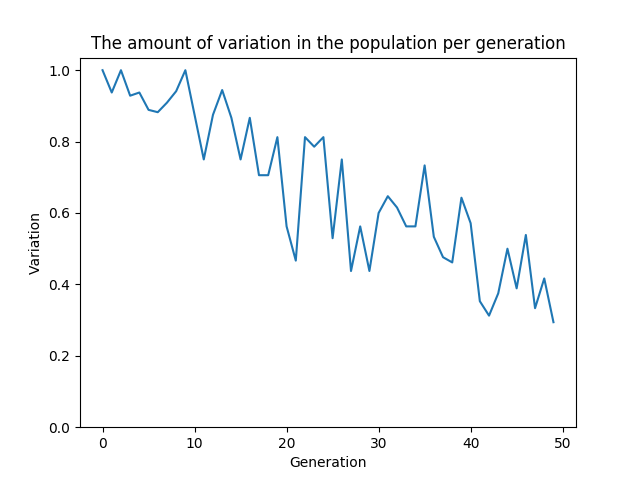 The amount of variation in the population per generation
1.0
0.8
0.6
0.4
0.2
0.0
Variation
0 10 20 30 40 50
Generation